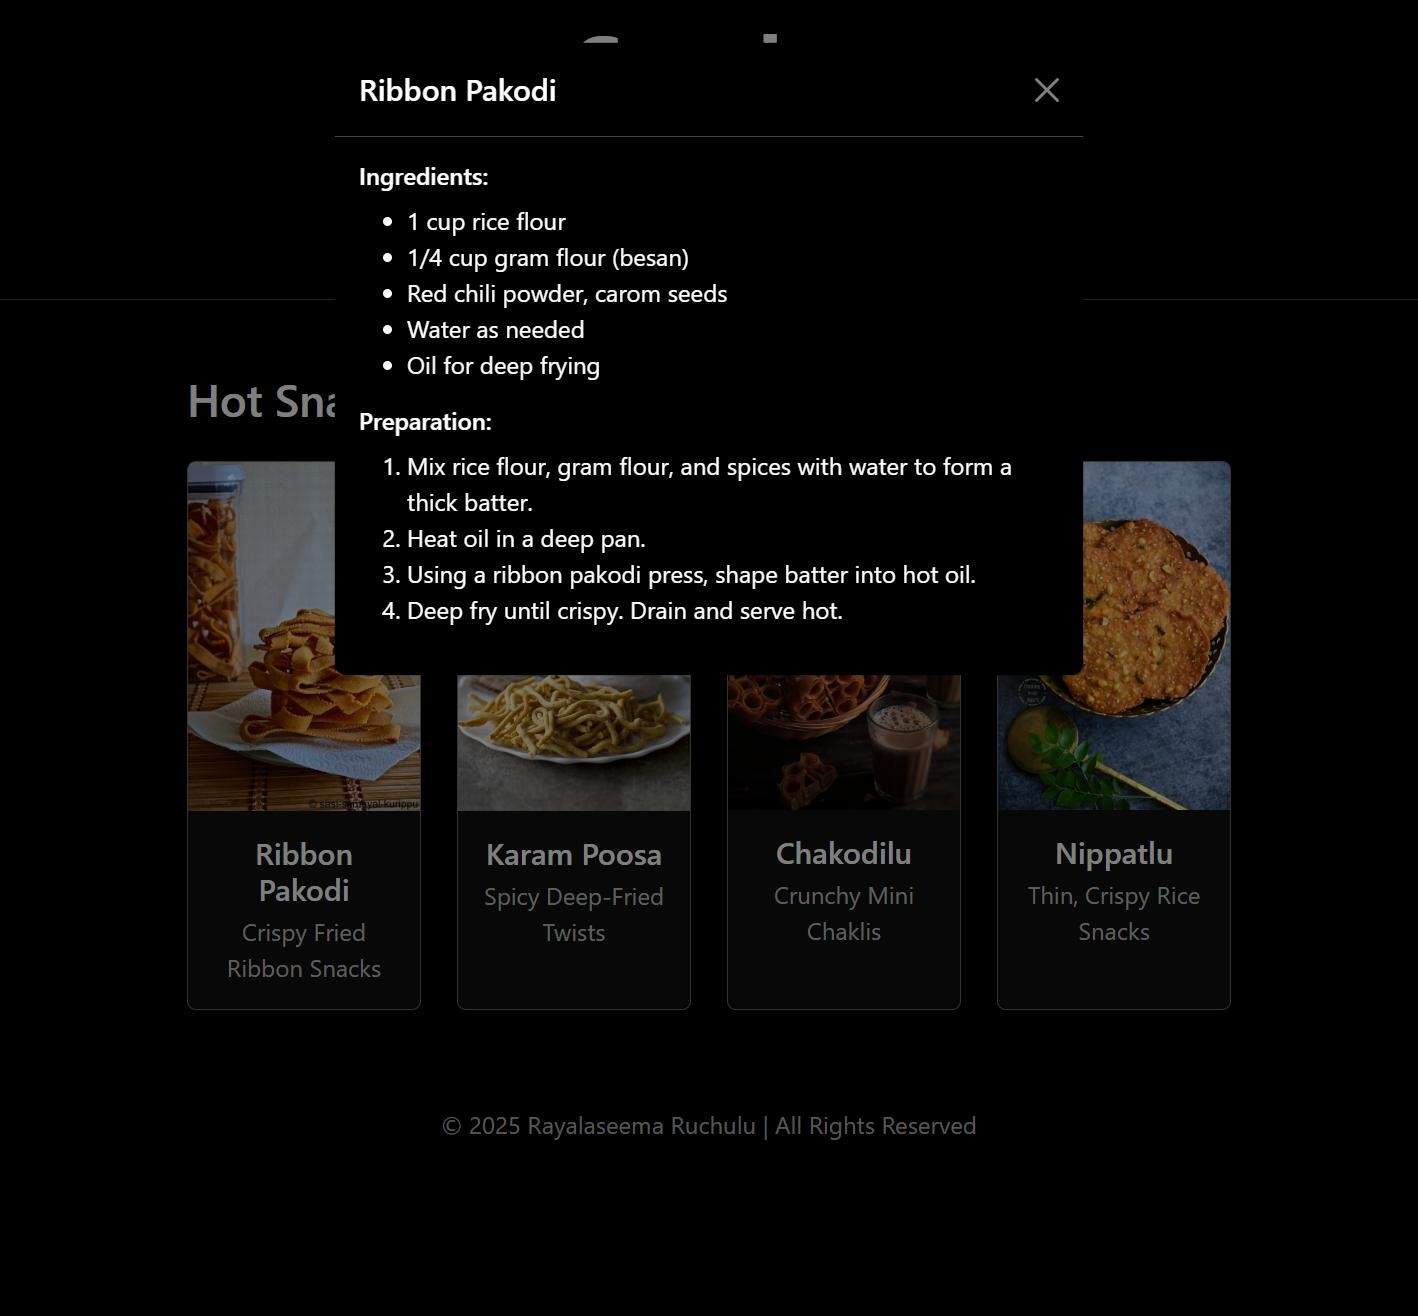 Ribbon Pakodi
Ingredients:
1 cup rice flour
1/4 cup gram flour (besan)
Red chili powder, carom seeds
Water as needed
Oil for deep frying
Hot
Preparation:
1. Mix rice flour, gram flour, and spices with water to form a
thick batter.
2. Heat oil in a deep pan.
3. Using a ribbon pakodi press, shape batter into hot oil.
4. Deep fry until crispy. Drain and serve hot.
Ribbon
Pakodi
Crispy Fried
Ribbon Snacks
Karam Poosa
Spicy Deep-Fried
Twists
Chakodilu
Crunchy Mini
Chaklis
Nippatlu
Thin, Crispy Rice
Snacks
© 2025 Rayalaseema Ruchulu | All Rights Reserved